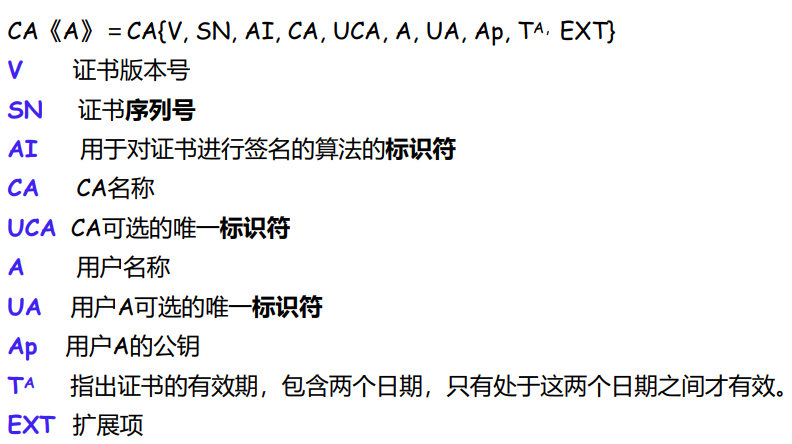 CA《A》=CA{V, SN, AI, CA, UCA, A, UA, Ap, Tᴬ, EXT}
V 证书版本号
SN 证书序列号
AI 用于对证书进行签名的算法的标识符
CA CA名称
UCA CA可选的唯一标识符
A 用户名称
UA 用户A可选的唯一标识符
Ap 用户A的公钥
Tᴬ 指出证书的有效期，包含两个日期，只有处于这两个日期之间才有效。
EXT 扩展项